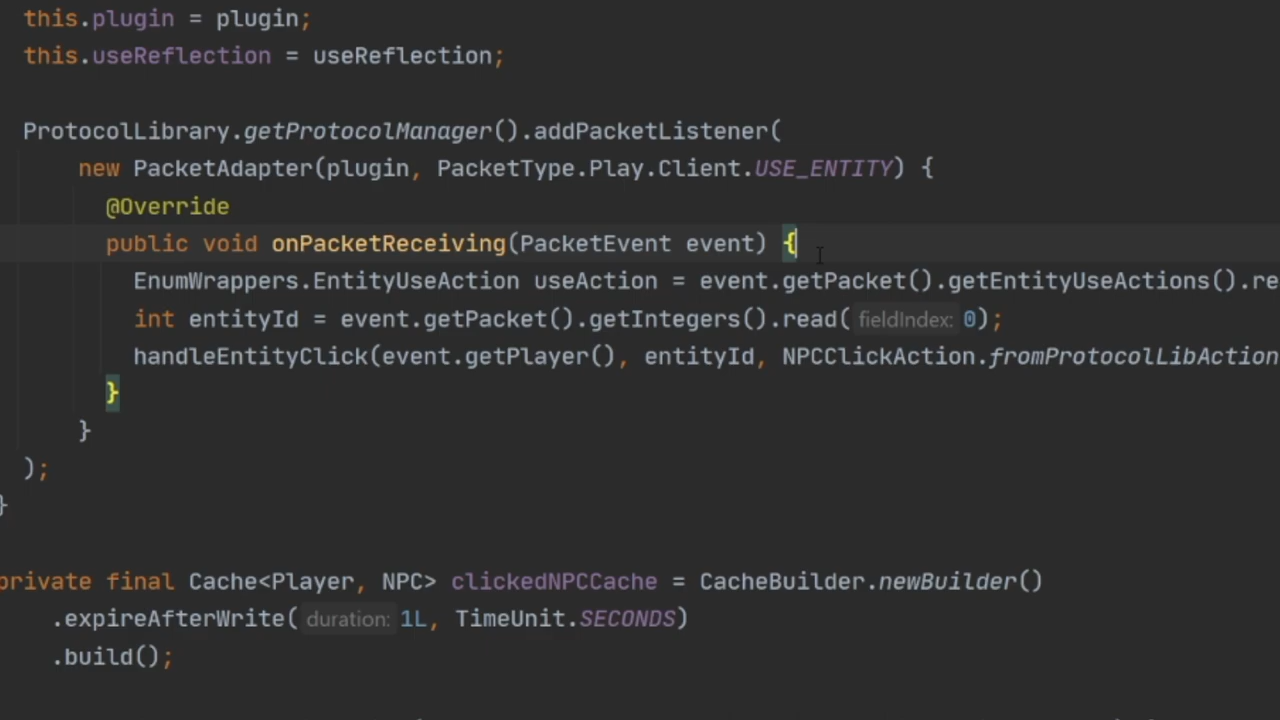 this.plugin = plugin;
this.useReflection = useReflection;
ProtocolLibrary.getProtocolManager().addPacketListener(
new PacketAdapter(plugin, PacketType.Play.Client.USE_ENTITY) {
@Override
public void onPacketReceiving(PacketEvent event) {
EnumWrappers.EntityUseAction useAction = event.getPacket().getEntityUseActions().re
int entityId = event.getPacket().getIntegers().read( fieldIndex: 0);
handleEntityClick(event.getPlayer(), entityId, NPCClickAction.fromProtocolLibAction
}
}
);
}
private final Cache<Player, NPC> clickedNPCCache = CacheBuilder.newBuilder()
.expireAfterWrite( duration: 1L, TimeUnit.SECONDS)
.build();